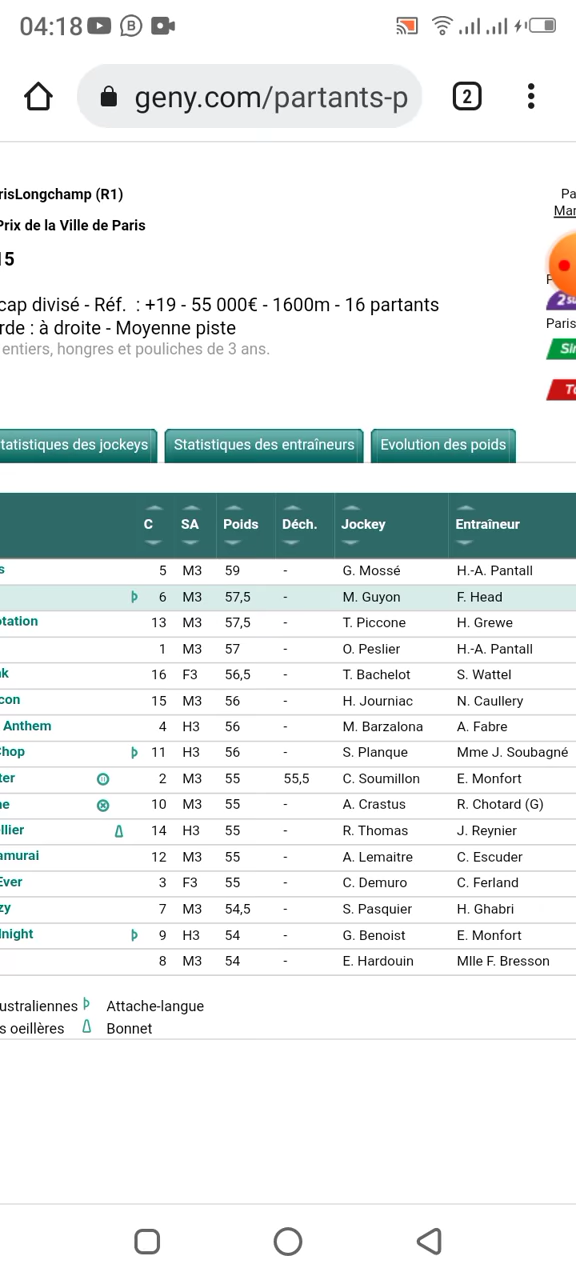 04:18
geny.com/partants-p
2
risLongchamp (R1)
Prix de la Ville de Paris
15
cap divisé - Réf. : +19 - 55 000€ - 1600m - 16 partants
rde : à droite - Moyenne piste
entiers, hongres et pouliches de 3 ans.
Pa
Mar
2su
Paris
Sir
To
tatistiques des jockeys Statistiques des entraîneurs Evolution des poids
C SA Poids Déch. Jockey Entraîneur
s 5 M3 59 - G. Mossé H.-A. Pantall
6 M3 57,5 - M. Guyon F. Head
otation 13 M3 57,5 - T. Piccone H. Grewe
1 M3 57 - O. Peslier H.-A. Pantall
nk 16 F3 56,5 - T. Bachelot S. Wattel
con 15 M3 56 - H. Journiac N. Caullery
Anthem 4 H3 56 - M. Barzalona A. Fabre
Chop 11 H3 56 - S. Planque Mme J. Soubagné
ter 2 M3 55 55,5 C. Soumillon E. Monfort
ne 10 M3 55 - A. Crastus R. Chotard (G)
llier 14 H3 55 - R. Thomas J. Reynier
amurai 12 M3 55 - A. Lemaitre C. Escuder
Ever 3 F3 55 - C. Demuro C. Ferland
zy 7 M3 54,5 - S. Pasquier H. Ghabri
dnight 9 H3 54 - G. Benoist E. Monfort
8 M3 54 - E. Hardouin Mlle F. Bresson
ustraliennes Attache-langue
s oeillères Bonnet